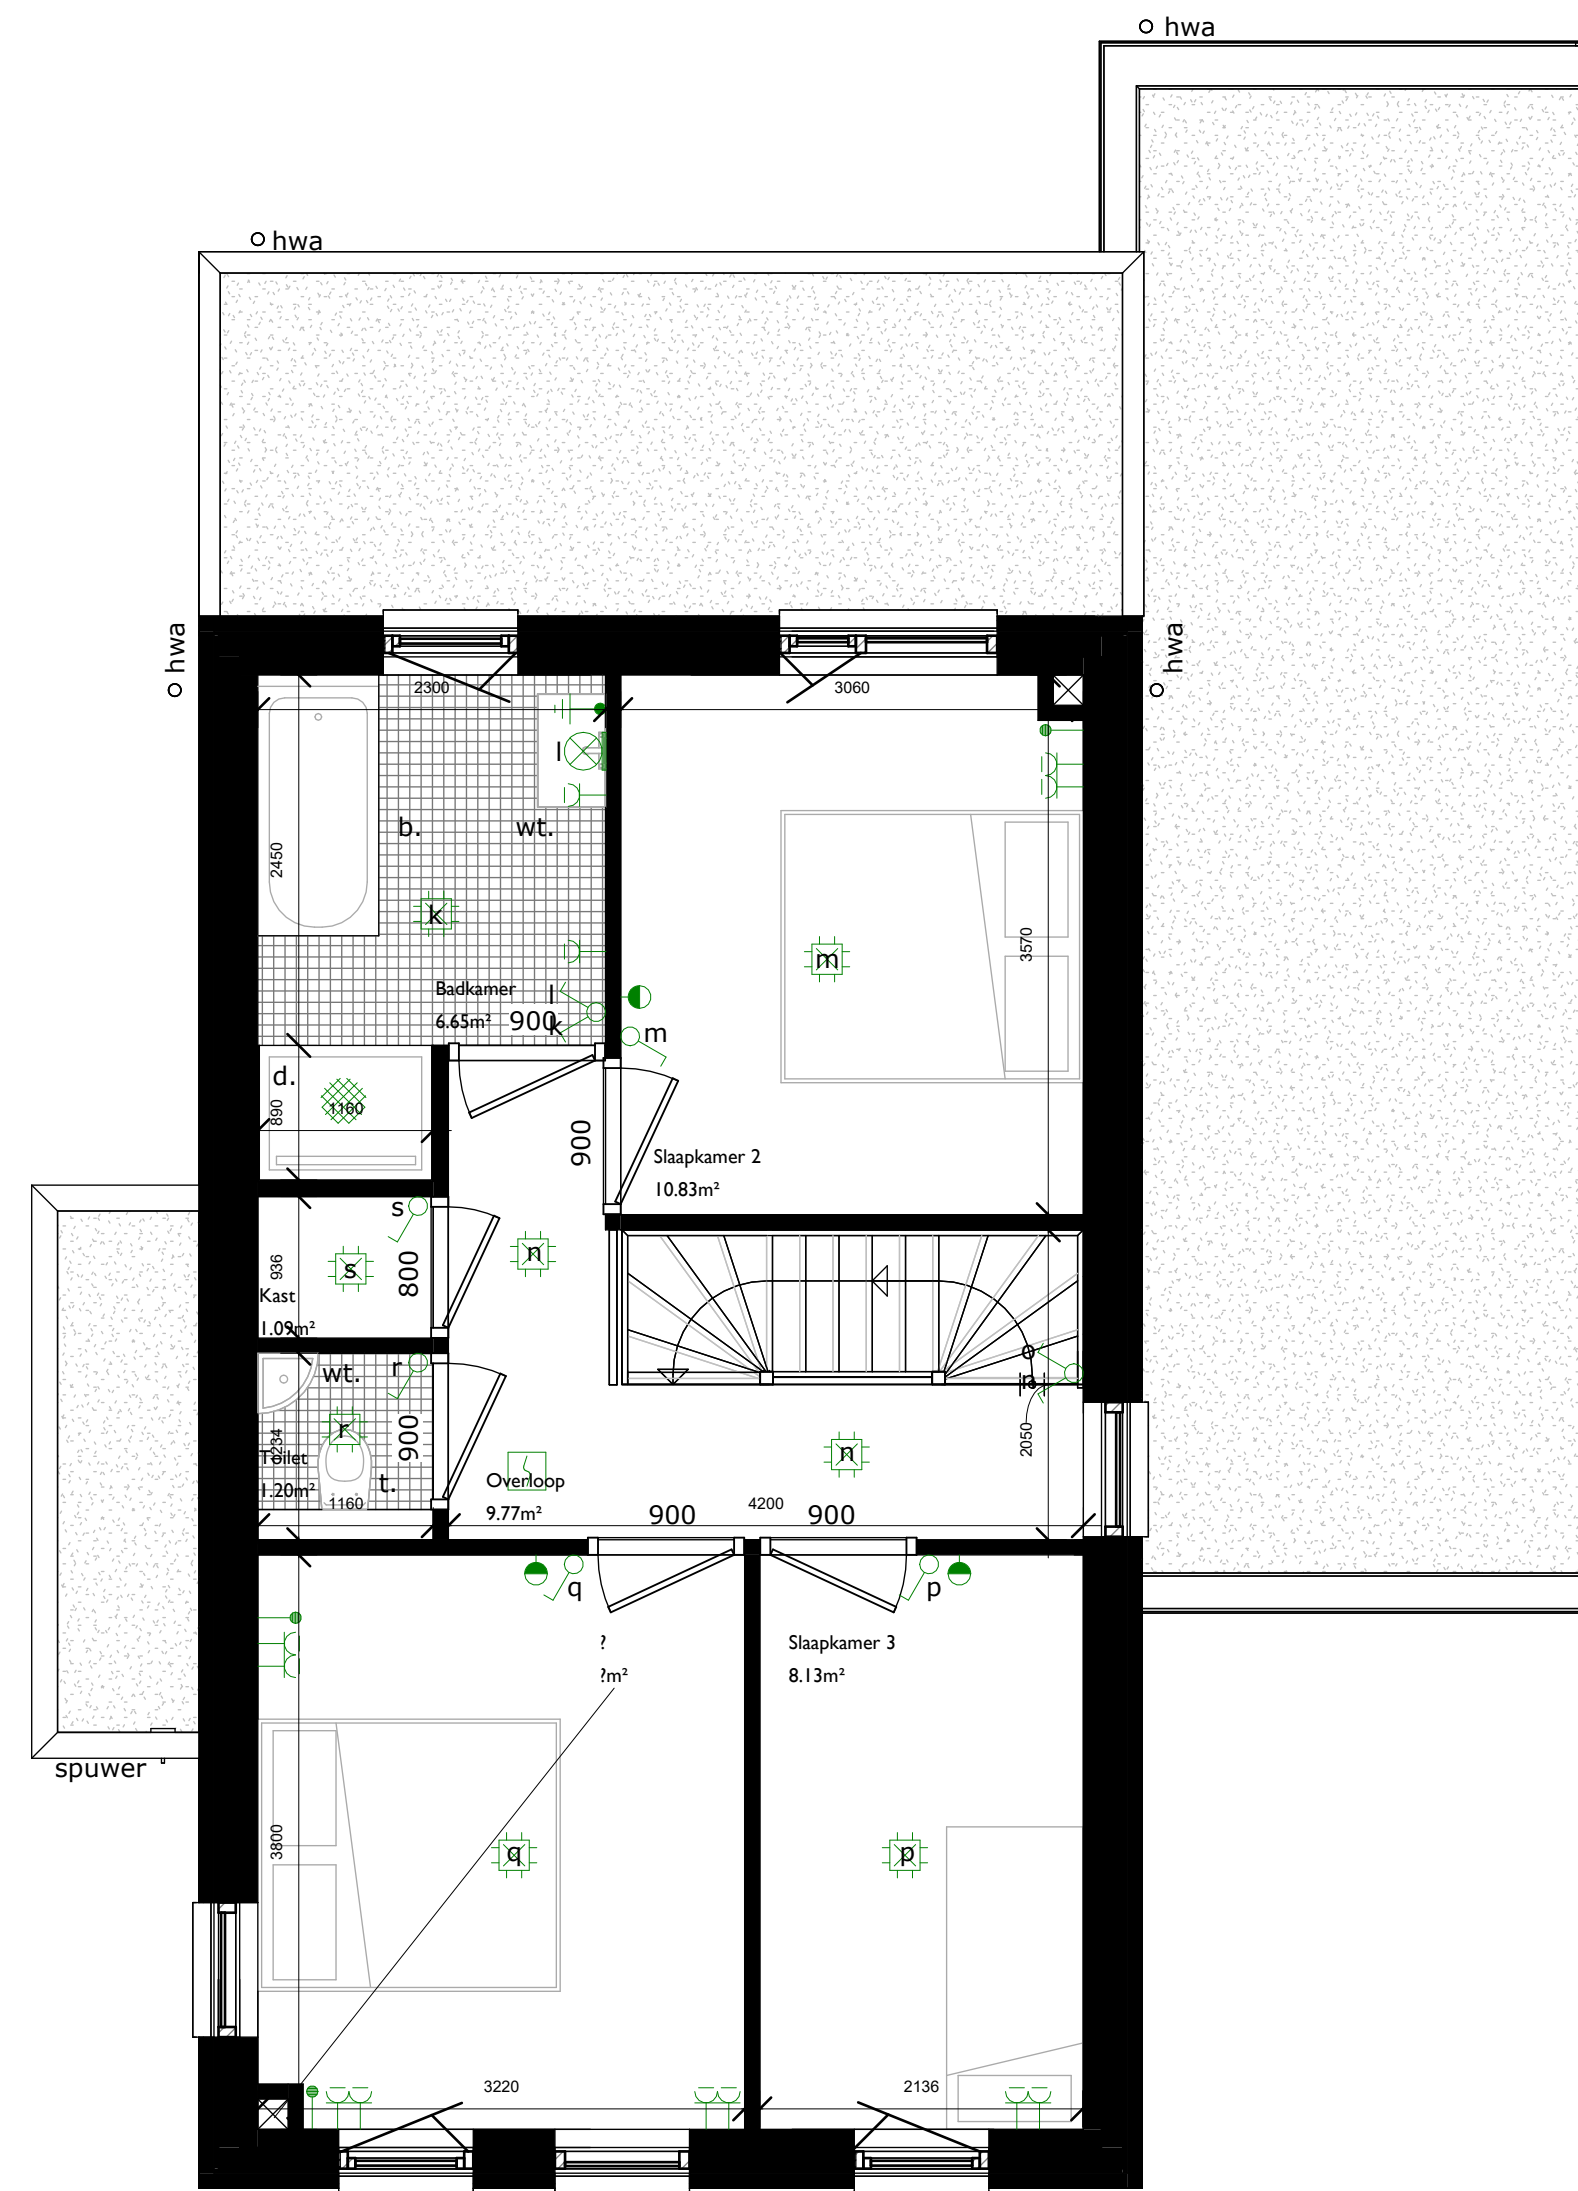 hwa
hwa
hwa
hwa
2300
3060
l
b.
wt.
2450
k
m
3570
Badkamer
6.65m²
900
l
k
m
d.
890
1160
900
Slaapkamer 2
10.83m²
s
n
s
936
800
Kast
1.09m²
wt.
r
o
n
r
1234
900
2050
n
Toilet
1.20m²
t.
1160
Overloop
9.77m²
4200
900
900
q
p
?
?m²
Slaapkamer 3
8.13m²
spuwer
3800
q
p
3220
2136